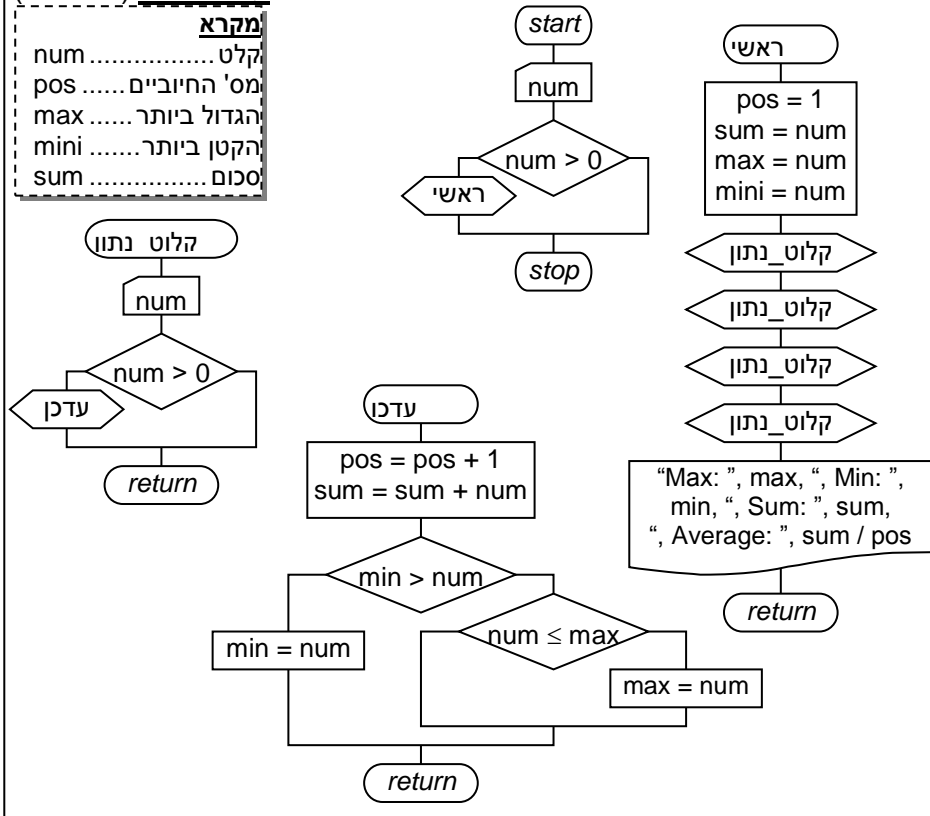 מקרא
קלט ................. num
מס' החיוביים ...... pos
הגדול ביותר ...... max
הקטן ביותר ....... mini
סכום ................ sum
start
num
num > 0
ראשי
stop
ראשי
pos = 1
sum = num
max = num
mini = num
קלוט_נתון
קלוט_נתון
קלוט_נתון
קלוט_נתון
“Max: ”, max, “, Min: ”,
min, “, Sum: ”, sum,
“, Average: ”, sum / pos
return
קלוט_נתון
num
num > 0
עדכן
return
עדכן
pos = pos + 1
sum = sum + num
min > num
min = num
num ≤ max
max = num
return